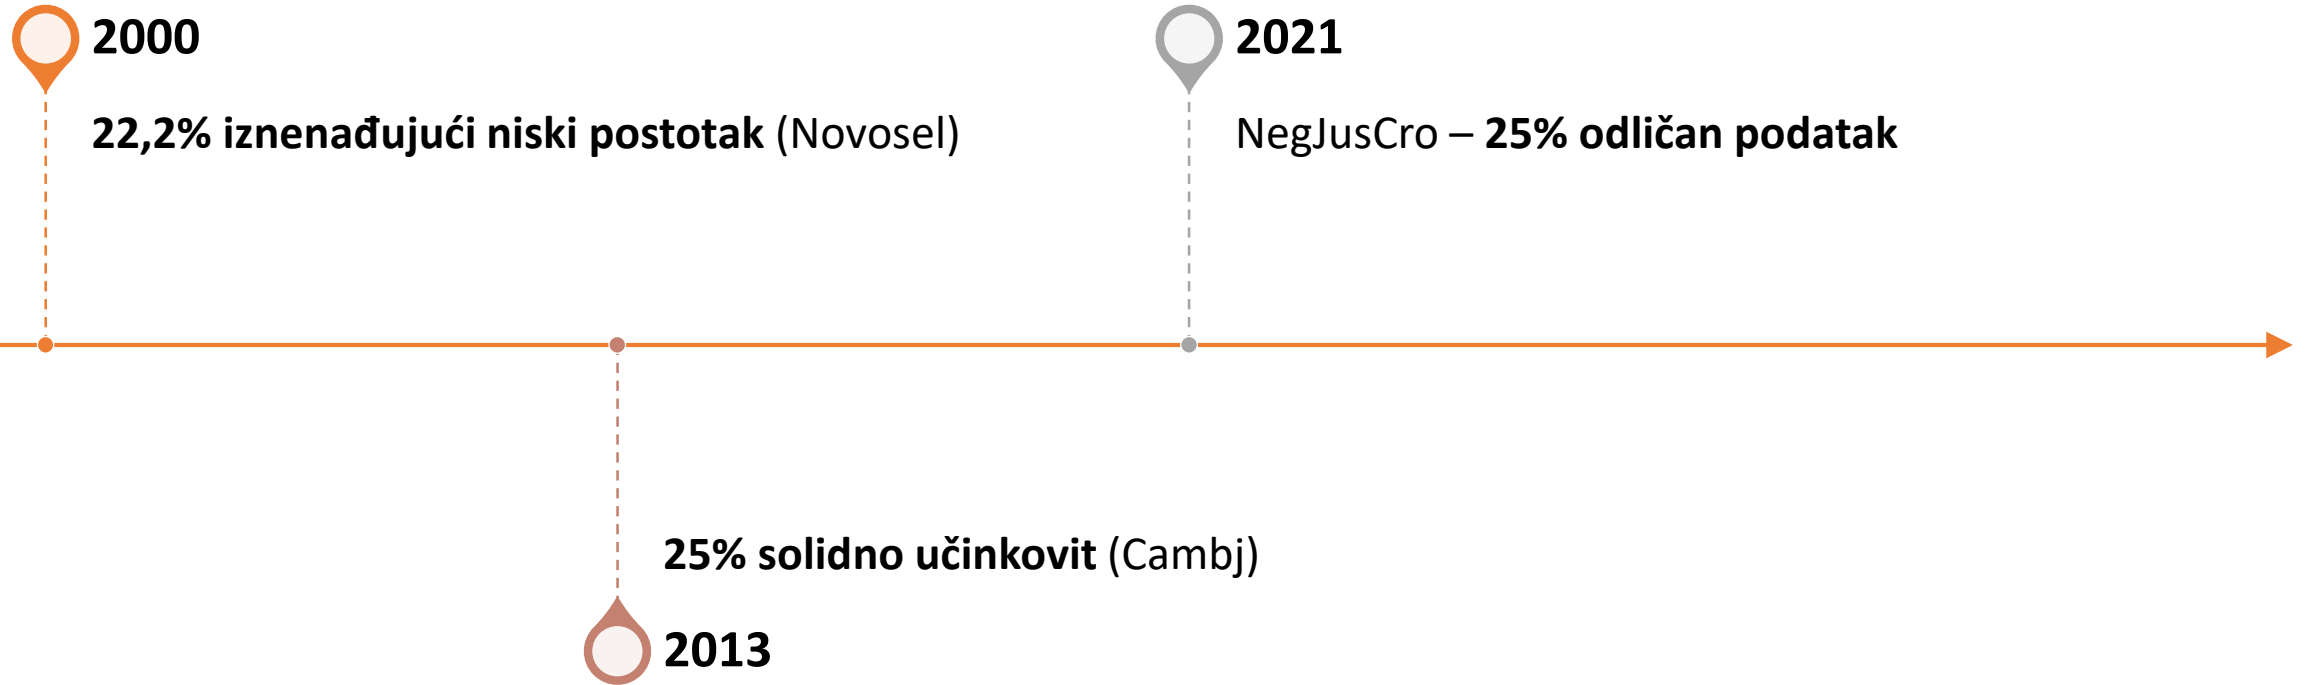 2000
22,2% iznenađujući niski postotak (Novosel)
2021
NegJusCro – 25% odličan podatak
25% solidno učinkovit (Cambj)
2013